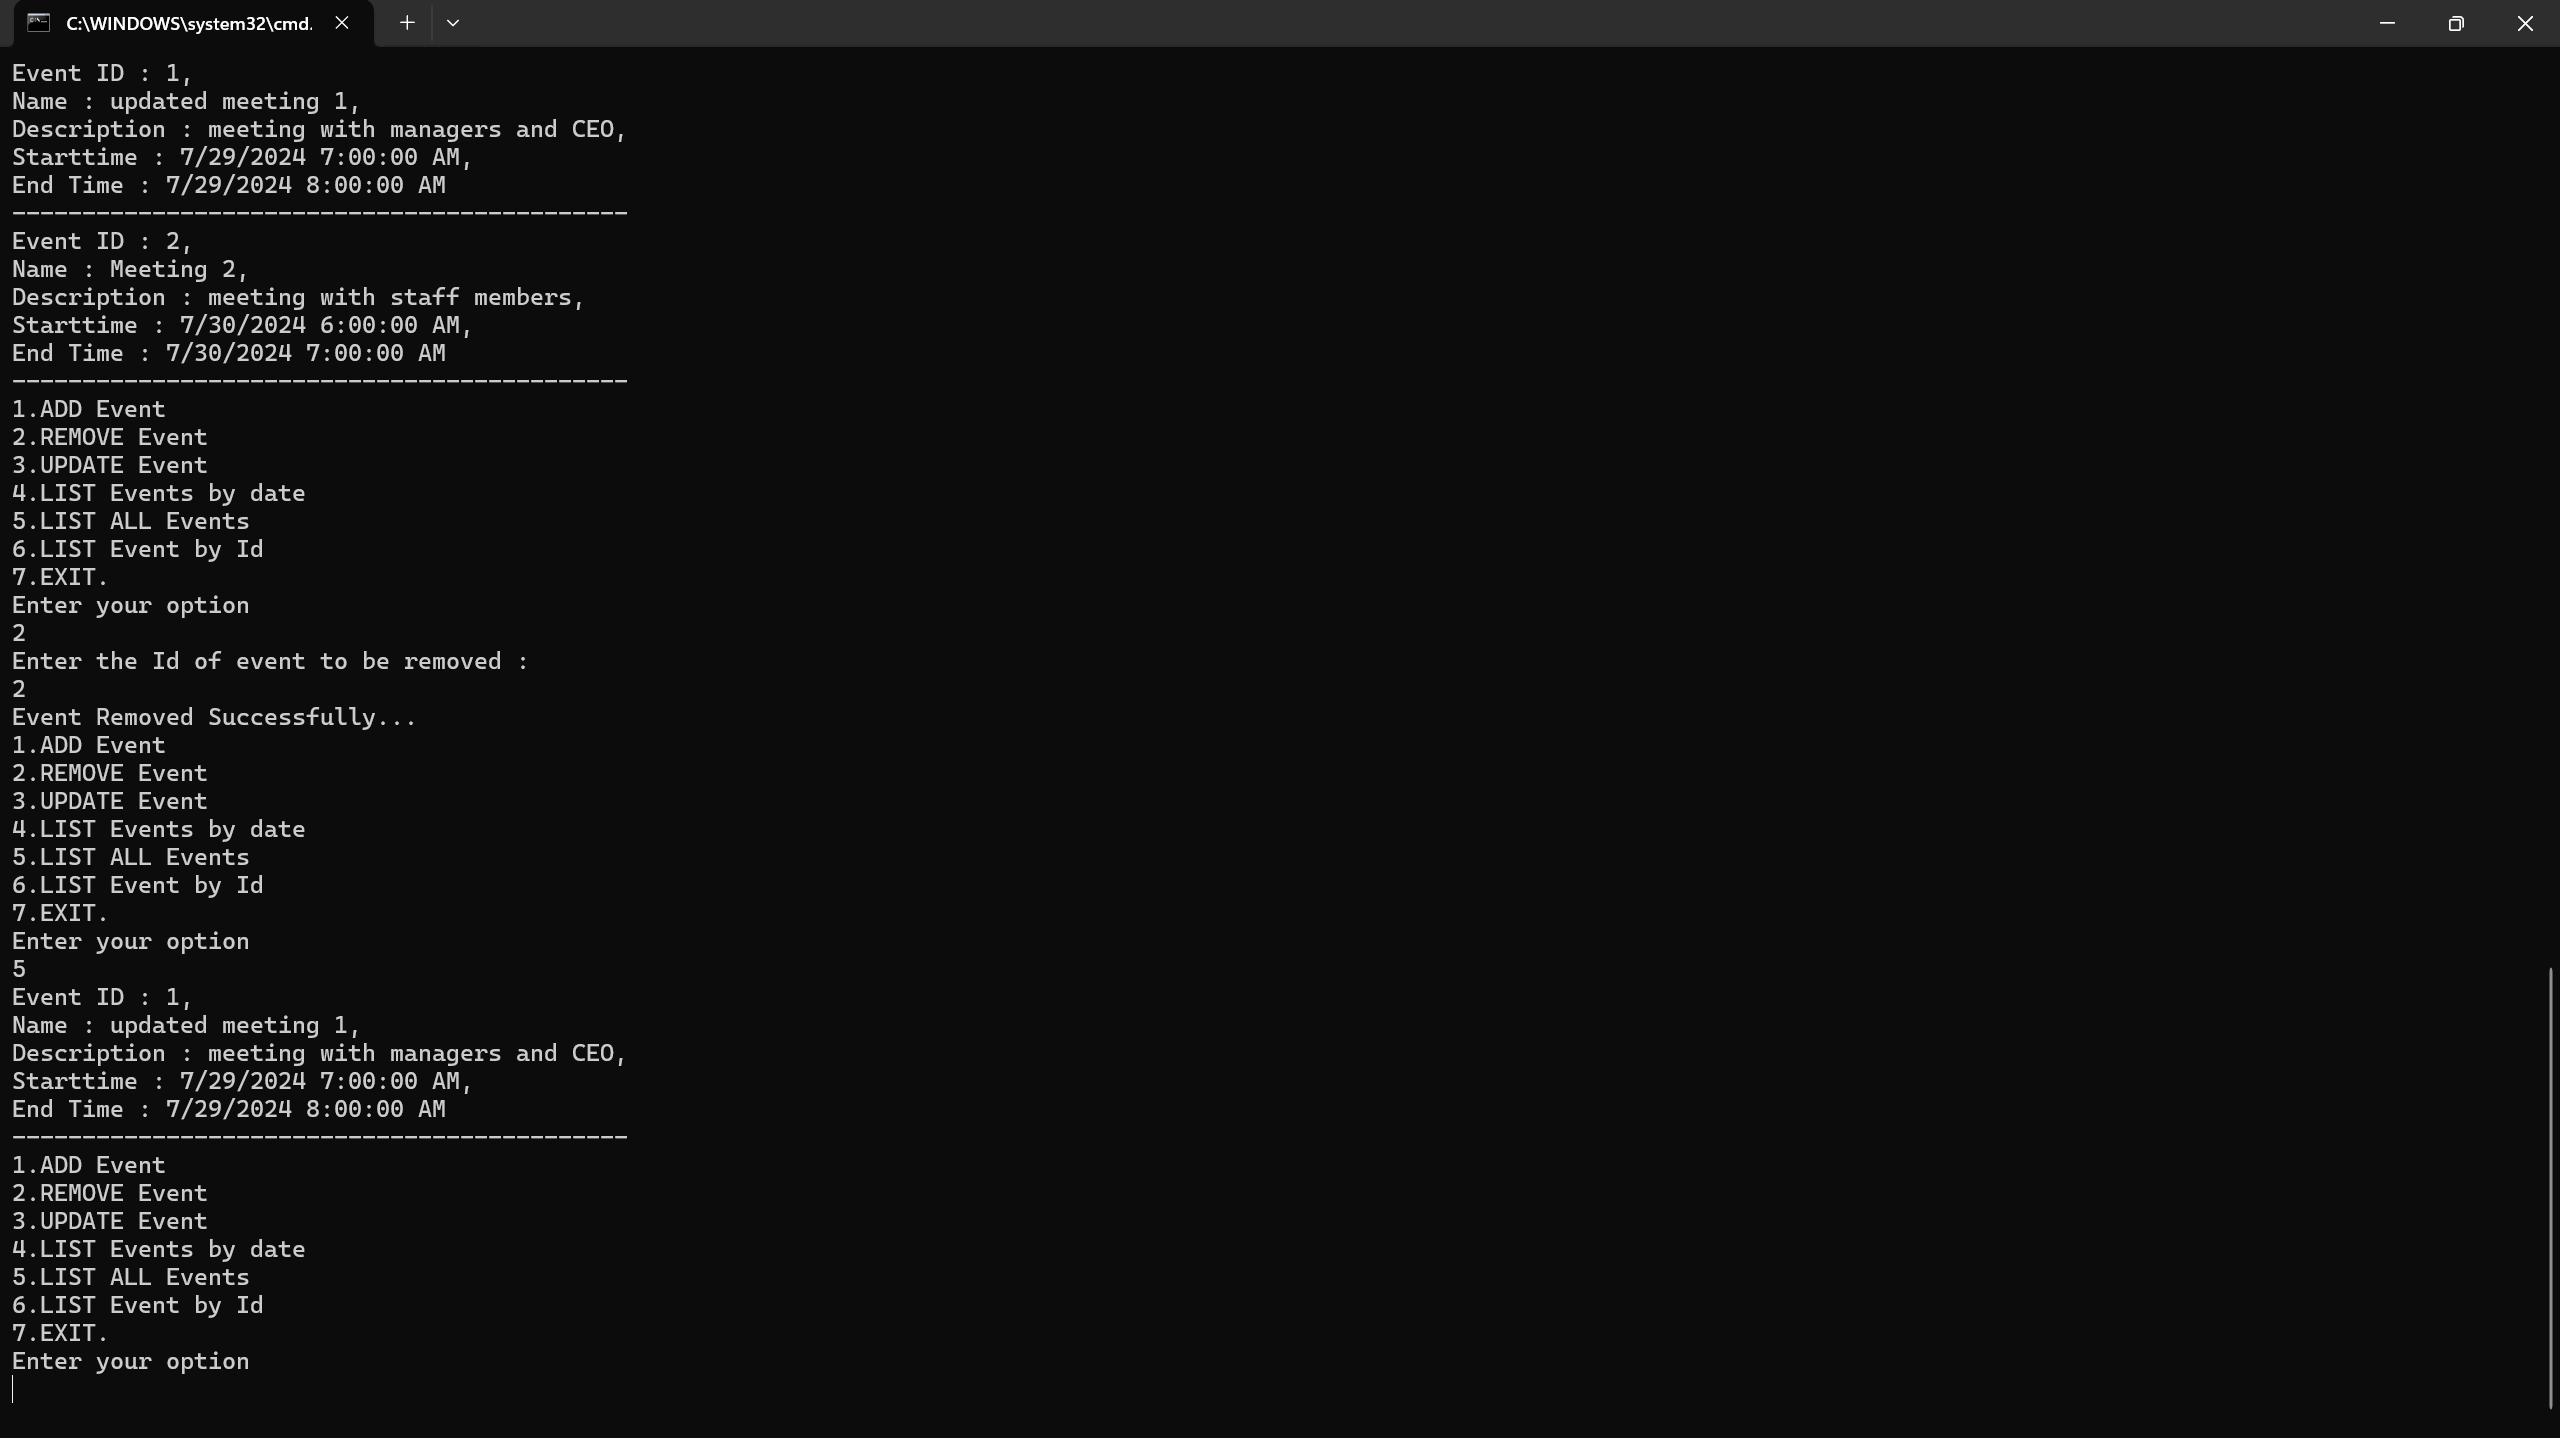 C:\WINDOWS\system32\cmd.
Event ID : 1,
Name : updated meeting 1,
Description : meeting with managers and CEO,
Starttime : 7/29/2024 7:00:00 AM,
End Time : 7/29/2024 8:00:00 AM
--------------------------------------------
Event ID : 2,
Name : Meeting 2,
Description : meeting with staff members,
Starttime : 7/30/2024 6:00:00 AM,
End Time : 7/30/2024 7:00:00 AM
--------------------------------------------
1.ADD Event
2.REMOVE Event
3.UPDATE Event
4.LIST Events by date
5.LIST ALL Events
6.LIST Event by Id
7.EXIT.
Enter your option
2
Enter the Id of event to be removed :
2
Event Removed Successfully...
1.ADD Event
2.REMOVE Event
3.UPDATE Event
4.LIST Events by date
5.LIST ALL Events
6.LIST Event by Id
7.EXIT.
Enter your option
5
Event ID : 1,
Name : updated meeting 1,
Description : meeting with managers and CEO,
Starttime : 7/29/2024 7:00:00 AM,
End Time : 7/29/2024 8:00:00 AM
--------------------------------------------
1.ADD Event
2.REMOVE Event
3.UPDATE Event
4.LIST Events by date
5.LIST ALL Events
6.LIST Event by Id
7.EXIT.
Enter your option